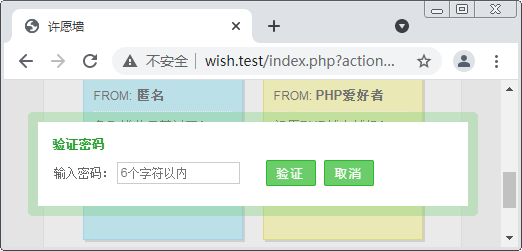 许愿墙
不安全 wish.test/index.php?action...
FROM: 匿名
FROM: PHP爱好者
验证密码
输入密码： 6个字符以内 验证 取消